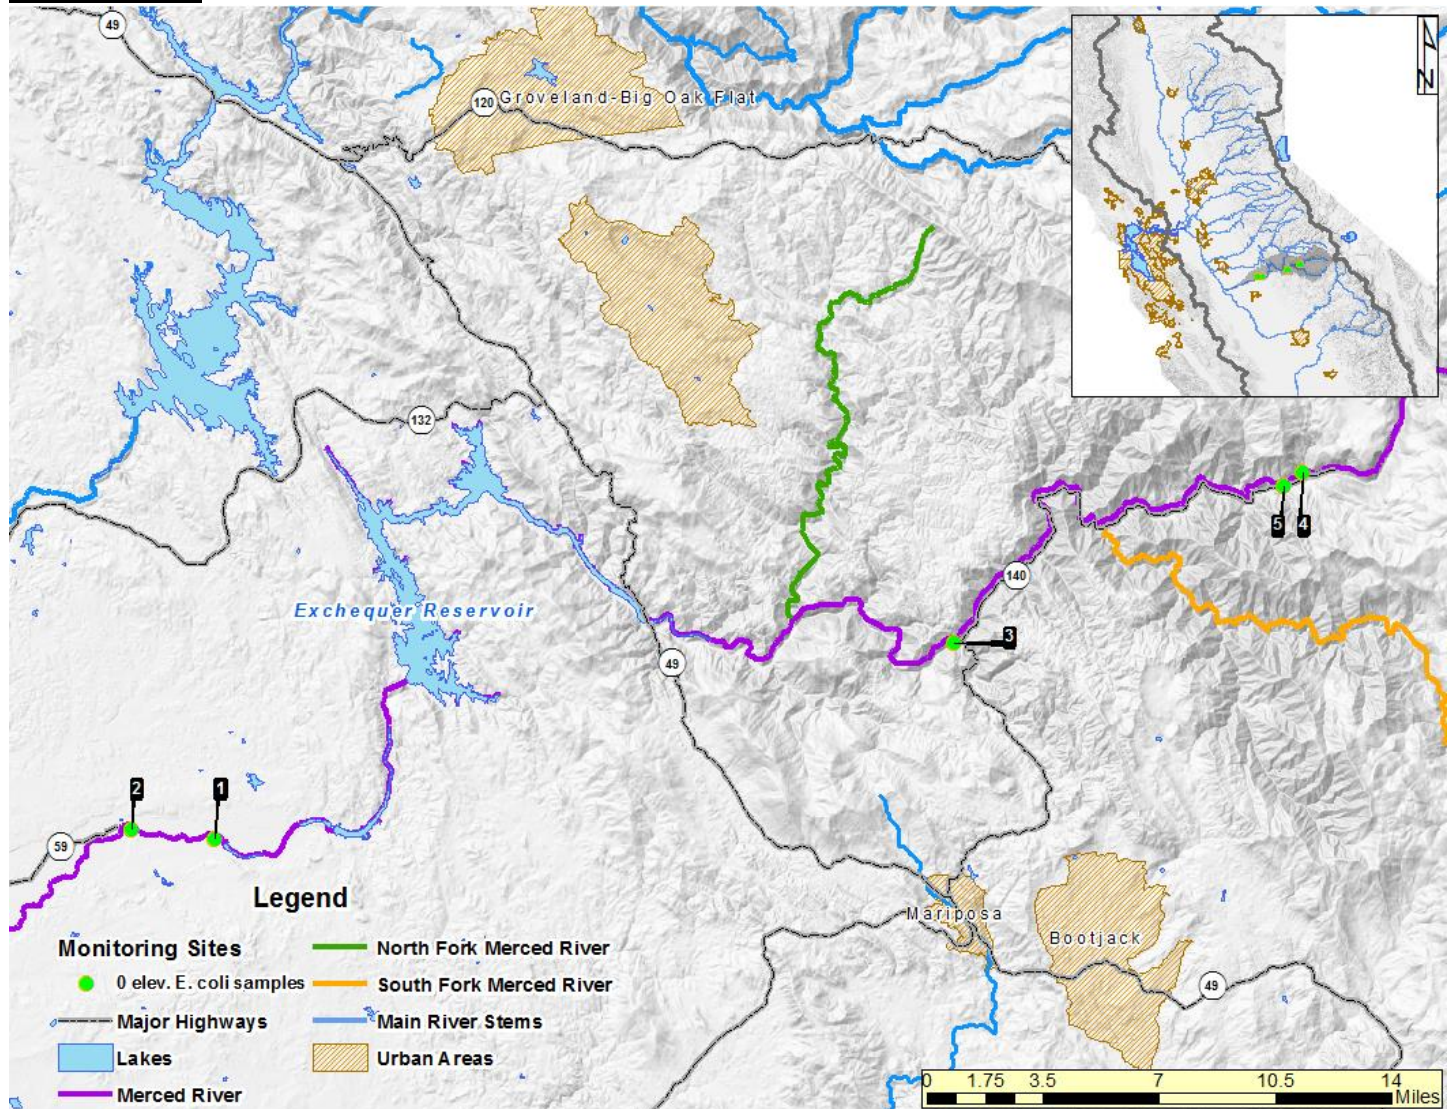 49
120
Groveland-Big Oak Flat
N
132
5
4
140
Exchequer Reservoir
3
49
2
1
59
Mariposa
Bootjack
49
Legend
Monitoring Sites
0 elev. E. coli samples
Major Highways
Lakes
Merced River
North Fork Merced River
South Fork Merced River
Main River Stems
Urban Areas
0 1.75 3.5 7 10.5 14
Miles